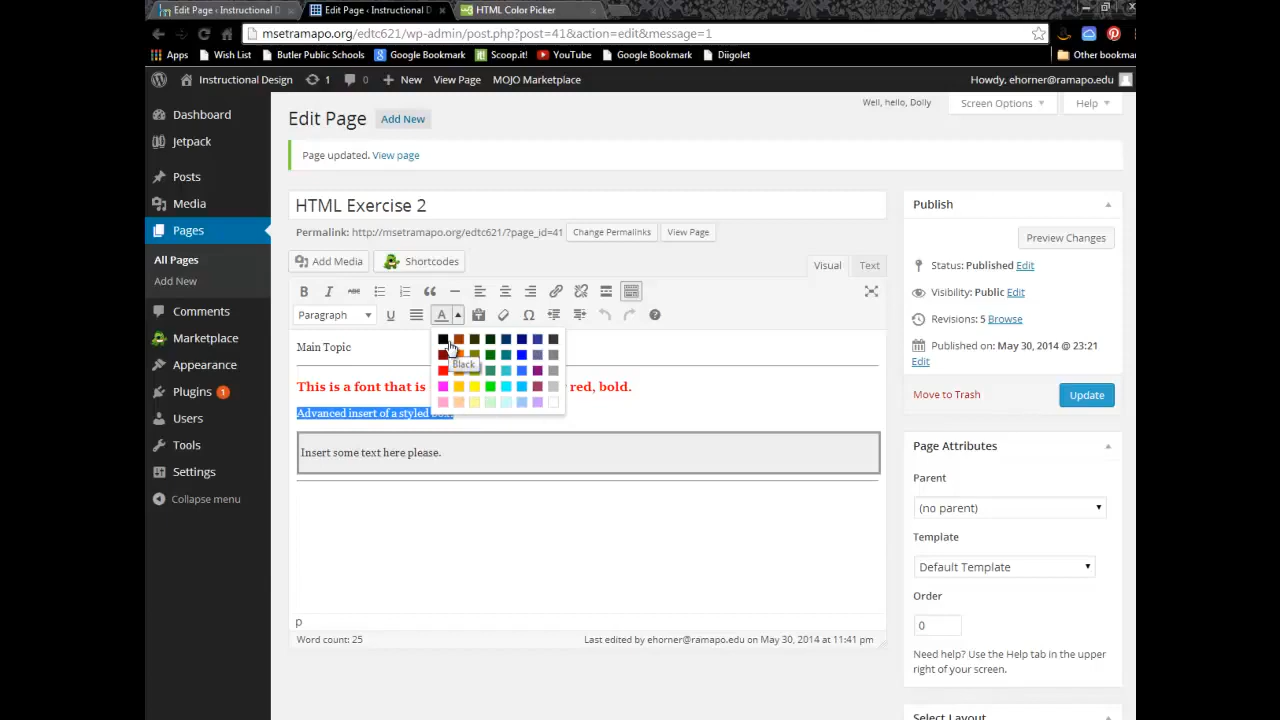 Edit Page ‹ Instructional D
Edit Page ‹ Instructional D
HTML Color Picker
msetramapo.org/edtc621/wp-admin/post.php?post=41&action=edit&message=1
Apps Wish List Butler Public Schools Google Bookmark Scoop.it! YouTube Google Bookmark Diigolet Other bookmar
Instructional Design 1 0 New View Page MOJO Marketplace Howdy, ehorner@ramapo.edu
Well, hello, Dolly Screen Options Help
Dashboard
Jetpack
Posts
Media
Pages
All Pages
Add New
Comments
Marketplace
Appearance
Plugins 1
Users
Tools
Settings
Collapse menu
Edit Page Add New
Page updated. View page
HTML Exercise 2
Permalink: http://msetramapo.org/edtc621/?page_id=41 Change Permalinks View Page
Add Media Shortcodes Visual Text
B I ABC
Paragraph U A
Main Topic
Black
This is a font that is red, bold.
Advanced insert of a styled
Insert some text here please.
p
Word count: 25 Last edited by ehorner@ramapo.edu on May 30, 2014 at 11:41 pm
Publish
Preview Changes
Status: Published Edit
Visibility: Public Edit
Revisions: 5 Browse
Published on: May 30, 2014 @ 23:21
Edit
Move to Trash Update
Page Attributes
Parent
(no parent)
Template
Default Template
Order
0
Need help? Use the Help tab in the upper
right of your screen.
Select Layout